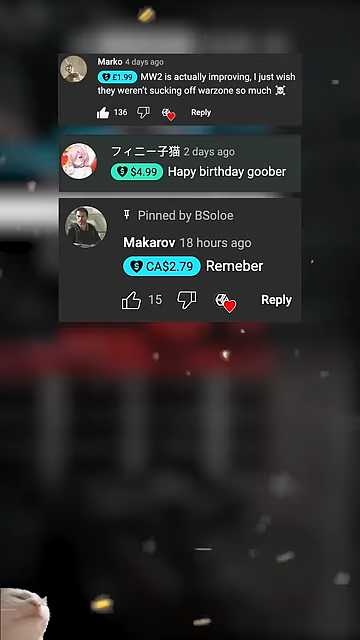 Marko 4 days ago
£1.99 MW2 is actually improving, I just wish
they weren't sucking off warzone so much ☠️
136 Reply
フィニー子猫 2 days ago
$4.99 Hapy birthday goober
Pinned by BSoloe
Makarov 18 hours ago
CA$2.79 Remeber
15 Reply